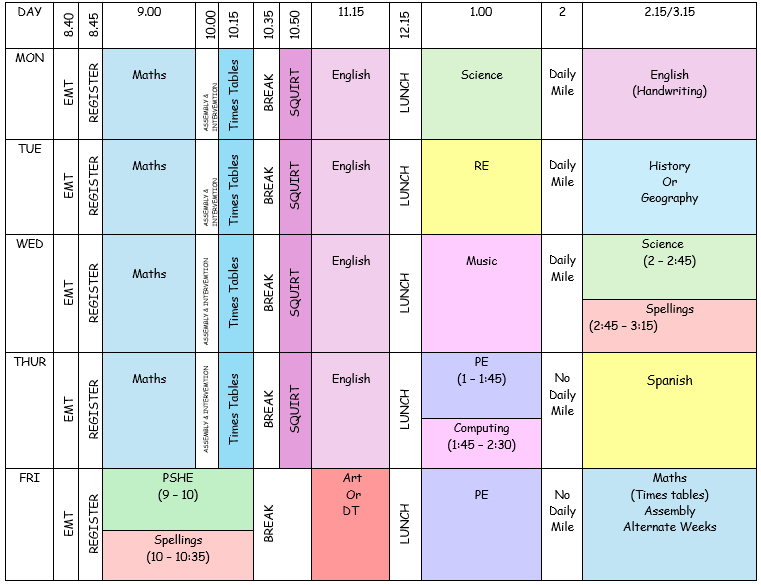 DAY
8.40
8.45
9.00
10.00
10.15
10.35
10.50
11.15
12.15
1.00
2
2.15/3.15
MON
EMT
REGISTER
Maths
ASSEMBLY &
INTERVEMTION
Times Tables
BREAK
SQUIRT
English
LUNCH
Science
Daily
Mile
English
(Handwriting)
TUE
EMT
REGISTER
Maths
ASSEMBLY &
INTERVEMTION
Times Tables
BREAK
SQUIRT
English
LUNCH
RE
Daily
Mile
History
Or
Geography
WED
EMT
REGISTER
Maths
ASSEMBLY & INTERVEMTION
Times Tables
BREAK
SQUIRT
English
LUNCH
Music
Daily
Mile
Science
(2 – 2:45)
Spellings
(2:45 – 3:15)
THUR
EMT
REGISTER
Maths
ASSEMBLY & INTERVEMTION
Times Tables
BREAK
SQUIRT
English
LUNCH
PE
(1 – 1:45)
Computing
(1:45 – 2:30)
No
Daily
Mile
Spanish
FRI
EMT
REGISTER
PSHE
(9 – 10)
Spellings
(10 – 10:35)
BREAK
Art
Or
DT
LUNCH
PE
No
Daily
Mile
Maths
(Times tables)
Assembly
Alternate Weeks